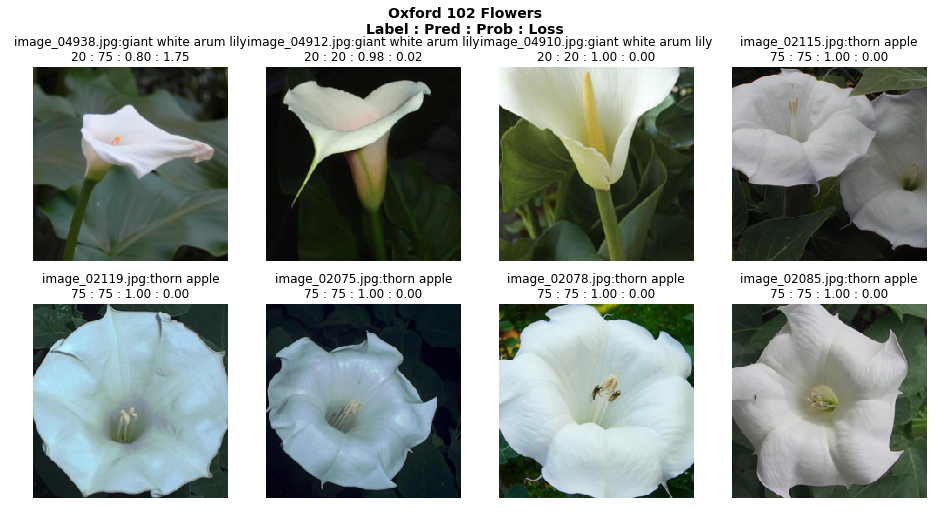 Oxford 102 Flowers
Label : Pred : Prob : Loss
image_04938.jpg:giant white arum lily
20 : 75 : 0.80 : 1.75
image_04912.jpg:giant white arum lily
20 : 20 : 0.98 : 0.02
image_04910.jpg:giant white arum lily
20 : 20 : 1.00 : 0.00
image_02115.jpg:thorn apple
75 : 75 : 1.00 : 0.00
image_02119.jpg:thorn apple
75 : 75 : 1.00 : 0.00
image_02075.jpg:thorn apple
75 : 75 : 1.00 : 0.00
image_02078.jpg:thorn apple
75 : 75 : 1.00 : 0.00
image_02085.jpg:thorn apple
75 : 75 : 1.00 : 0.00